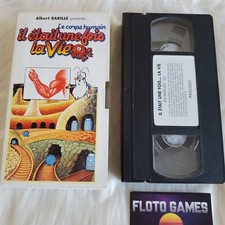 Albert BARILLE présente
Le corps humain
il était une fois
la Vie
IL ÉTAIT UNE FOIS... LA VIE
FLOTO GAMES